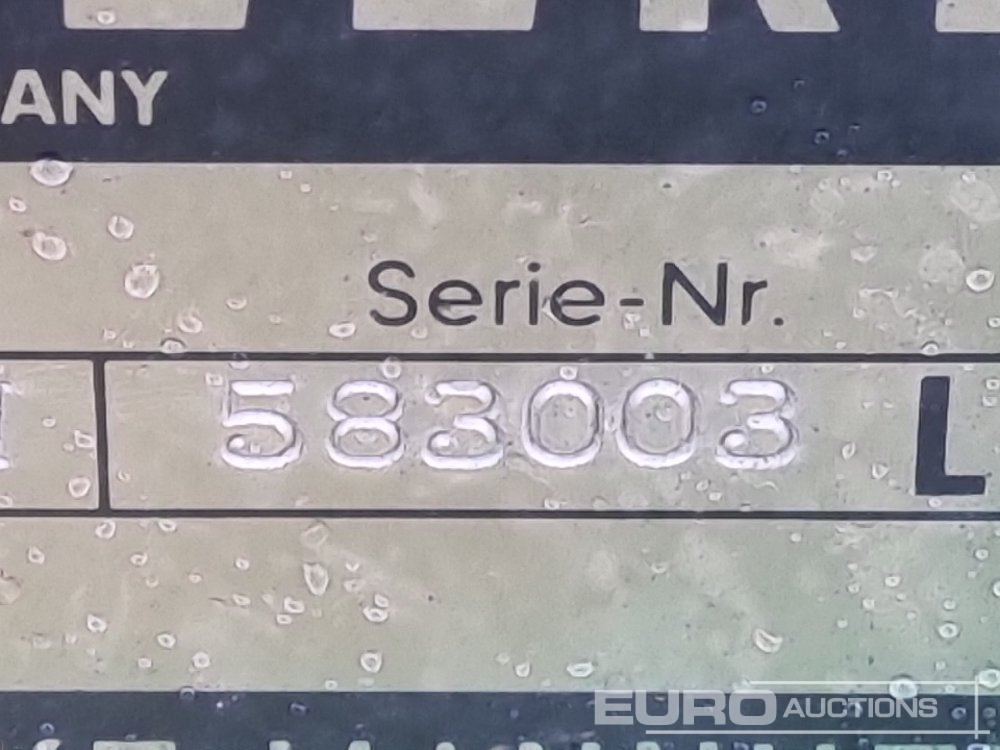 ANY
Serie-Nr.
583003 L
EURO AUCTIONS